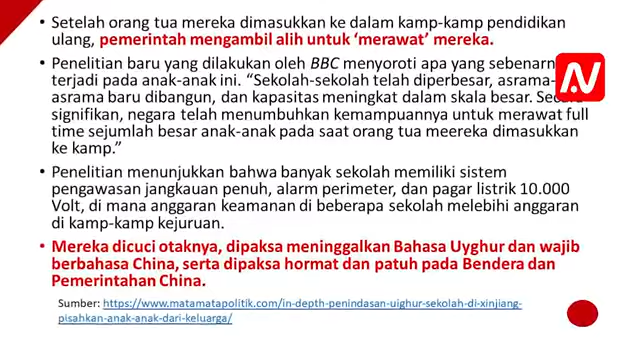 • Setelah orang tua mereka dimasukkan ke dalam kamp-kamp pendidikan
ulang, pemerintah mengambil alih untuk ‘merawat’ mereka.
• Penelitian baru yang dilakukan oleh BBC menyoroti apa yang sebenarn
terjadi pada anak-anak ini. “Sekolah-sekolah telah diperbesar, asrama-
asrama baru dibangun, dan kapasitas meningkat dalam skala besar.
signifikan, negara telah menumbuhkan kemampuannya untuk merawat full
time sejumlah besar anak-anak pada saat orang tua meereka dimasukkan
ke kamp.”
• Penelitian menunjukkan bahwa banyak sekolah memiliki sistem
pengawasan jangkauan penuh, alarm perimeter, dan pagar listrik 10.000
Volt, di mana anggaran keamanan di beberapa sekolah melebihi anggaran
di kamp-kamp kejuruan.
• Mereka dicuci otaknya, dipaksa meninggalkan Bahasa Uyghur dan wajib
berbahasa China, serta dipaksa hormat dan patuh pada Bendera dan
Pemerintahan China.
Sumber: https://www.matamatapolitik.com/in-depth-penindasan-uighur-sekolah-di-xinjiang-
pisahkan-anak-anak-dari-keluarga/